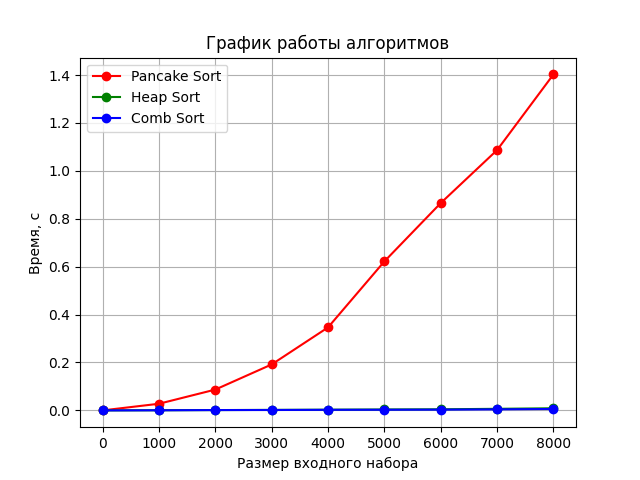 График работы алгоритмов
Pancake Sort
Heap Sort
Comb Sort
1.4
1.2
1.0
0.8
0.6
0.4
0.2
0.0
Время, с
0 1000 2000 3000 4000 5000 6000 7000 8000
Размер входного набора